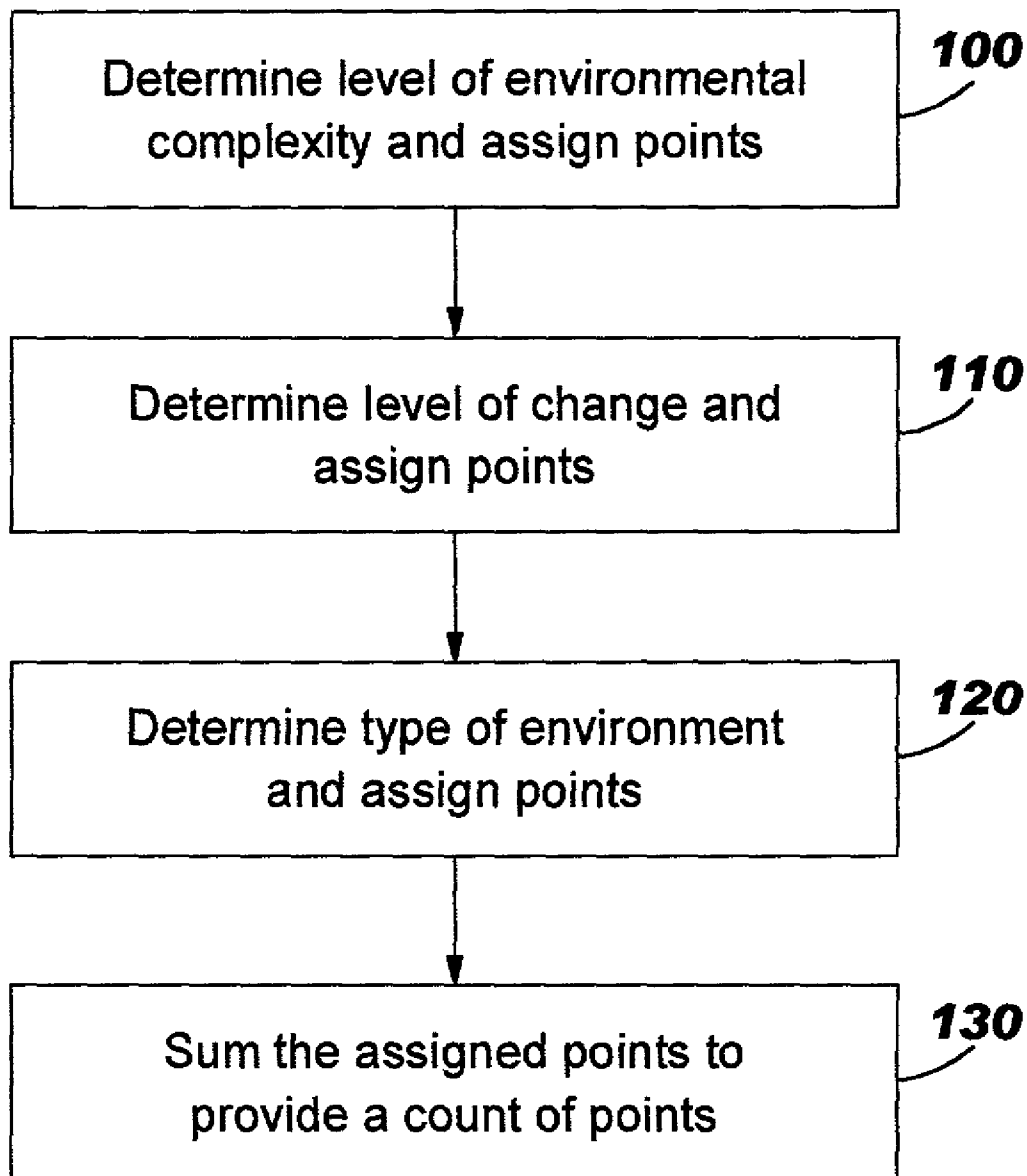 Determine level of environmental
complexity and assign points
100
Determine level of change and
assign points
110
Determine type of environment
and assign points
120
Sum the assigned points to
provide a count of points
130